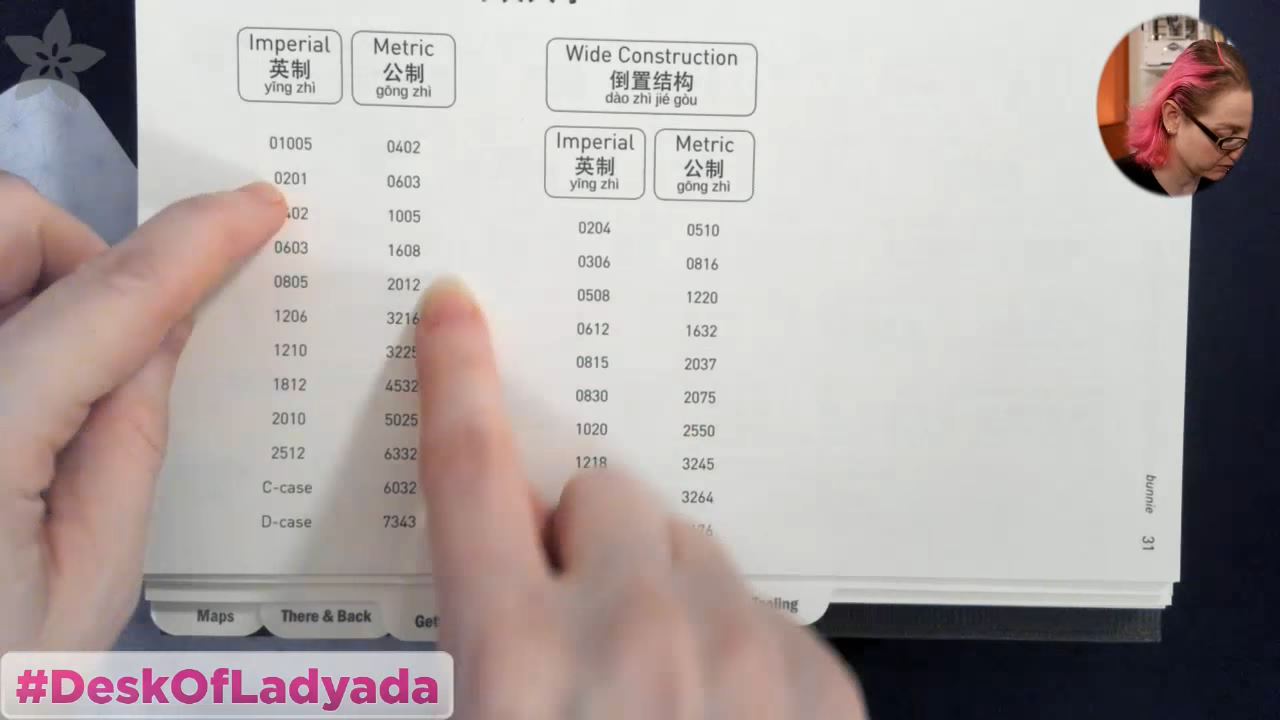 Imperial
英制
yīng zhì
Metric
公制
gōng zhì
01005 0402
0201 0603
1005
0603 1608
0805 2012
1206 3216
1210 3225
1812 4532
2010 5025
2512 6332
C-case 6032
D-case 7343
Wide Construction
倒置结构
dào zhì jié gòu
Imperial
英制
yīng zhì
Metric
公制
gōng zhì
0204 0510
0306 0816
0508 1220
0612 1632
0815 2037
0830 2075
1020 2550
1218 3245
3264
bunnie 31
Maps
There & Back
#DeskOfLadyada